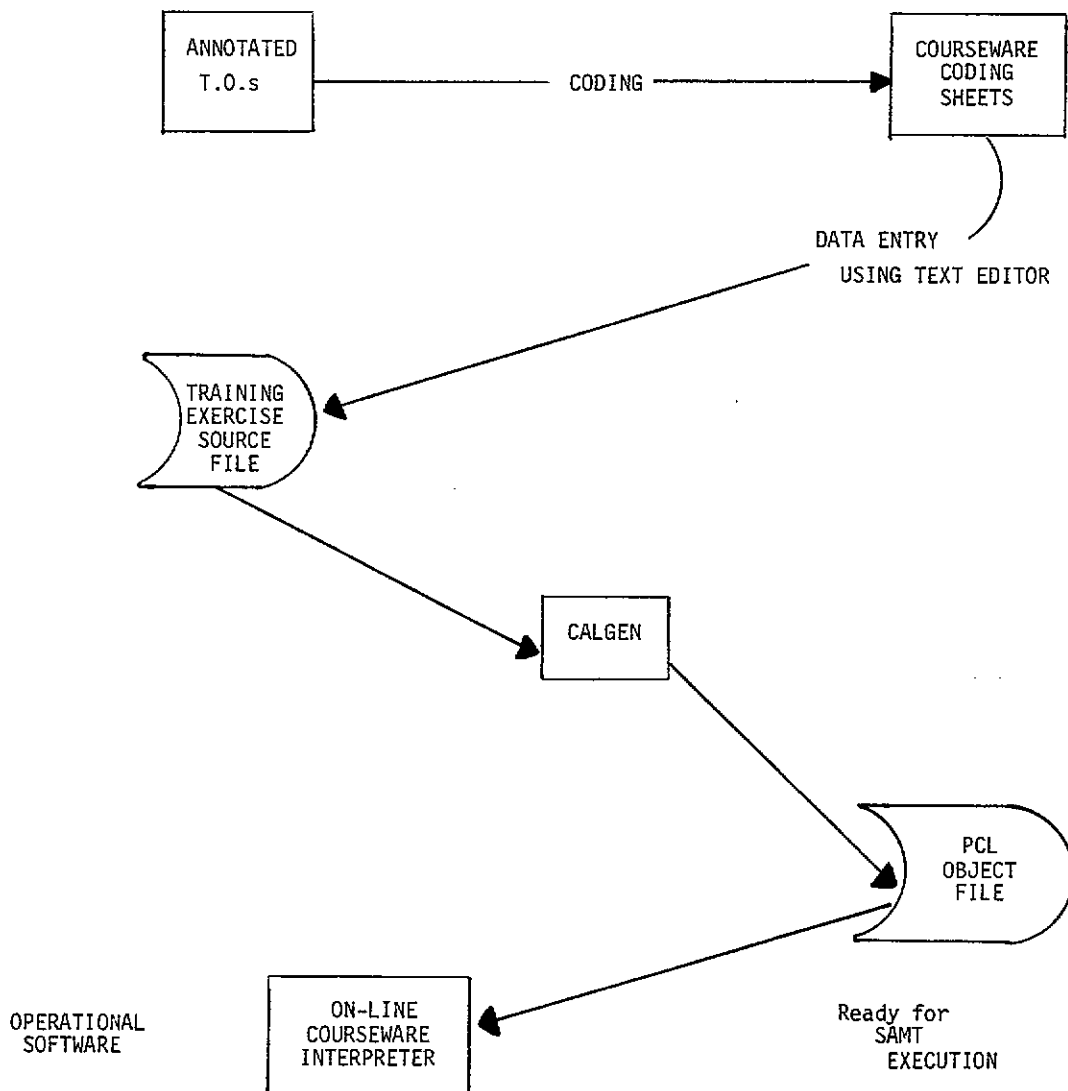 ANNOTATED
T.O.s
CODING
COURSEWARE
CODING
SHEETS
DATA ENTRY
USING TEXT EDITOR
TRAINING
EXERCISE
SOURCE
FILE
CALGEN
PCL
OBJECT
FILE
OPERATIONAL
SOFTWARE
ON-LINE
COURSEWARE
INTERPRETER
Ready for
SAMT
EXECUTION